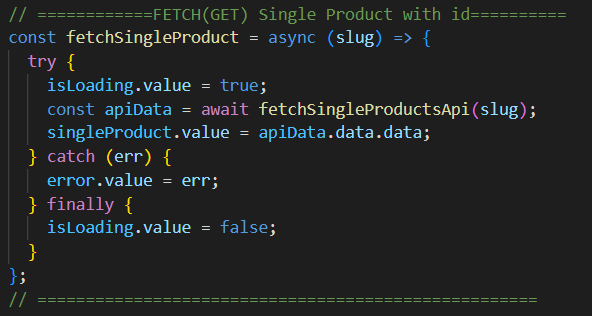 // ============FETCH(GET) Single Product with id==========
const fetchSingleProduct = async (slug) => {
  try {
    isLoading.value = true;
    const apiData = await fetchSingleProductsApi(slug);
    singleProduct.value = apiData.data.data;
  } catch (err) {
    error.value = err;
  } finally {
    isLoading.value = false;
  }
};
// ====================================================